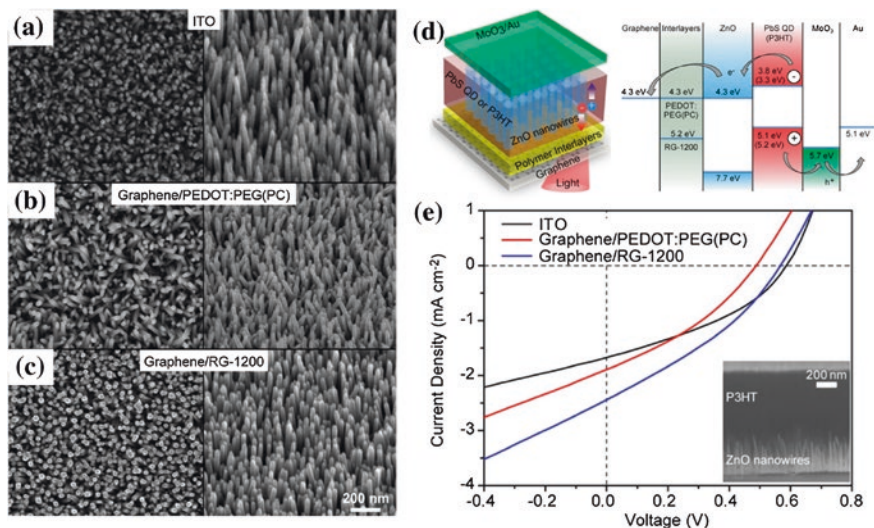 (a)
ITO
(b)
Graphene/PEDOT:PEG(PC)
(c)
Graphene/RG-1200
200 nm
(d)
MoO3/Au
PbS QD or P3HT
ZnO nanowires
Polymer Interlayers
Graphene
Light
Graphene Interlayers ZnO PbS QD MoO₃ Au
(P3HT)
e⁻
3.6 eV
(3.3 eV)
-
4.3 eV 4.3 eV 4.3 eV
PEDOT:
PEG(PC)
5.2 eV
RG-1200
5.1 eV
(5.2 eV)
+
5.1 eV
5.7 eV
7.7 eV
h⁺
(e)
ITO
Graphene/PEDOT:PEG(PC)
Graphene/RG-1200
Current Density (mA cm⁻²)
1
0
-1
-2
-3
-4
200 nm
P3HT
ZnO nanowires
-0.4 -0.2 0.0 0.2 0.4 0.6 0.8
Voltage (V)